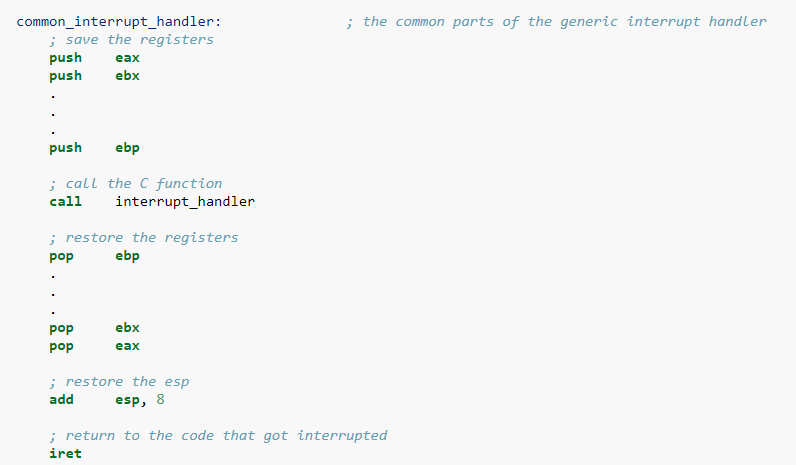 common_interrupt_handler:               ; the common parts of the generic interrupt handler
    ; save the registers
    push    eax
    push    ebx
    .
    .
    .
    push    ebp
    ; call the C function
    call    interrupt_handler
    ; restore the registers
    pop     ebp
    .
    .
    .
    pop     ebx
    pop     eax
    ; restore the esp
    add     esp, 8
    ; return to the code that got interrupted
    iret